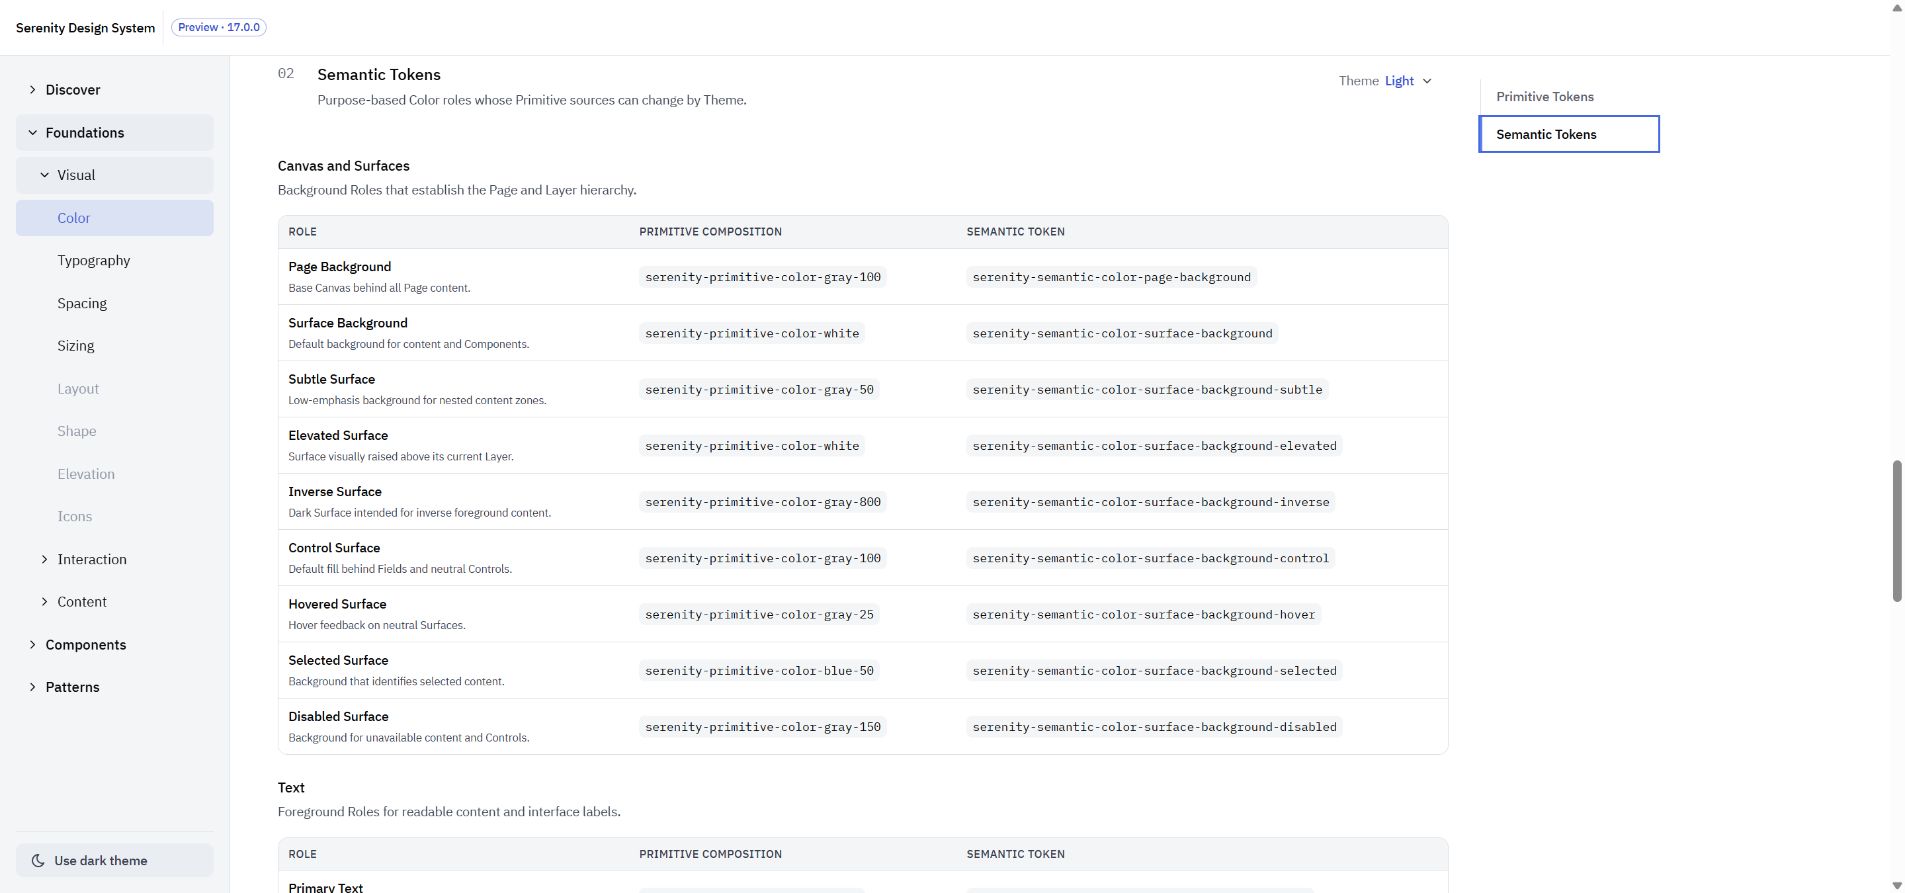 Serenity Design System
Preview · 17.0.0
Discover
Foundations
Visual
Color
Typography
Spacing
Sizing
Layout
Shape
Elevation
Icons
Interaction
Content
Components
Patterns
Use dark theme
02 Semantic Tokens
Theme Light
Purpose-based Color roles whose Primitive sources can change by Theme.
Canvas and Surfaces
Background Roles that establish the Page and Layer hierarchy.
ROLE PRIMITIVE COMPOSITION SEMANTIC TOKEN
Page Background
Base Canvas behind all Page content.
serenity-primitive-color-gray-100 serenity-semantic-color-page-background
Surface Background
Default background for content and Components.
serenity-primitive-color-white serenity-semantic-color-surface-background
Subtle Surface
Low-emphasis background for nested content zones.
serenity-primitive-color-gray-50 serenity-semantic-color-surface-background-subtle
Elevated Surface
Surface visually raised above its current Layer.
serenity-primitive-color-white serenity-semantic-color-surface-background-elevated
Inverse Surface
Dark Surface intended for inverse foreground content.
serenity-primitive-color-gray-800 serenity-semantic-color-surface-background-inverse
Control Surface
Default fill behind Fields and neutral Controls.
serenity-primitive-color-gray-100 serenity-semantic-color-surface-background-control
Hovered Surface
Hover feedback on neutral Surfaces.
serenity-primitive-color-gray-25 serenity-semantic-color-surface-background-hover
Selected Surface
Background that identifies selected content.
serenity-primitive-color-blue-50 serenity-semantic-color-surface-background-selected
Disabled Surface
Background for unavailable content and Controls.
serenity-primitive-color-gray-150 serenity-semantic-color-surface-background-disabled
Text
Foreground Roles for readable content and interface labels.
ROLE PRIMITIVE COMPOSITION SEMANTIC TOKEN
Primary Text
Primitive Tokens
Semantic Tokens